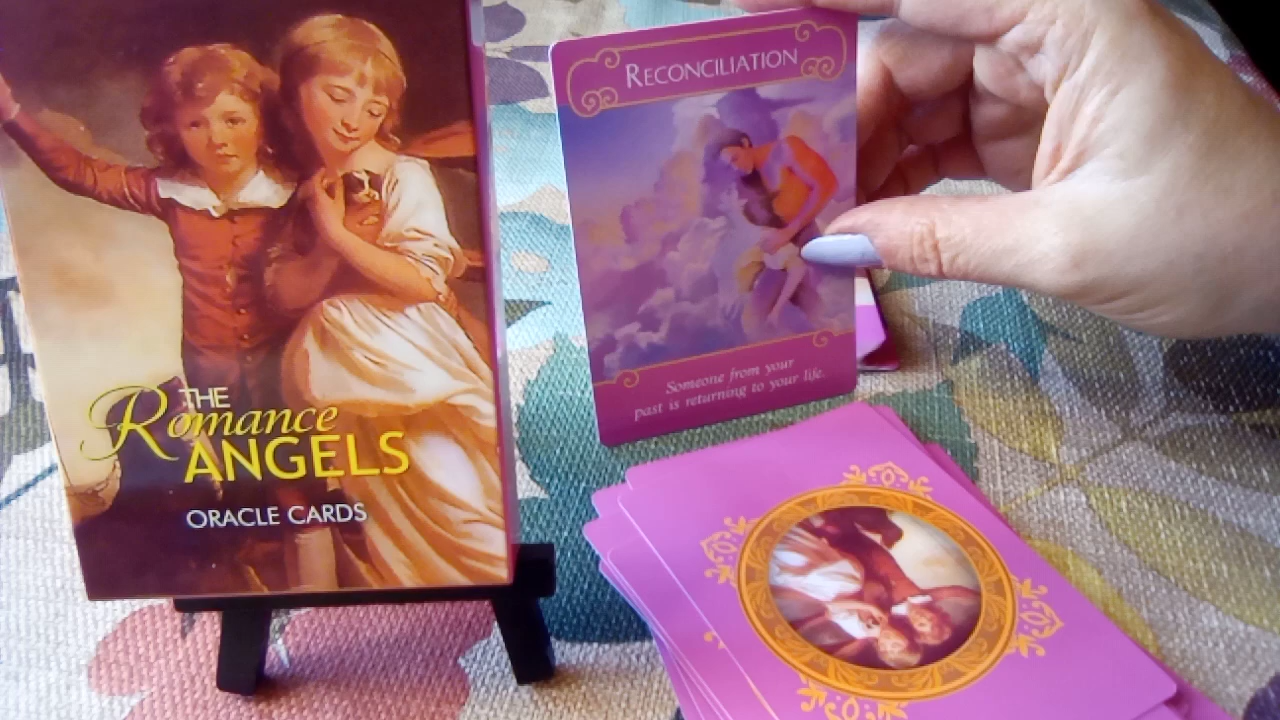 THE
Romance
ANGELS
ORACLE CARDS
RECONCILIATION
Someone from your
past is returning to your life.